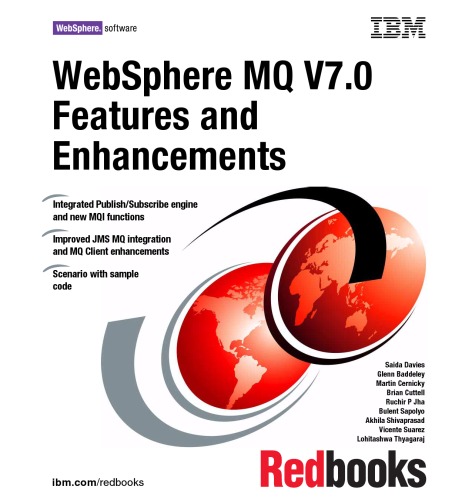 WebSphere. software
IBM
WebSphere MQ V7.0
Features and
Enhancements
Integrated Publish/Subscribe engine
and new MQI functions
Improved JMS MQ integration
and MQ Client enhancements
Scenario with sample
code
Saida Davies
Glenn Baddeley
Martin Cernicky
Brian Cuttell
Ruchir P Jha
Bulent Sapolyo
Akhila Shivaprasad
Vicente Suarez
Lohitashwa Thyagaraj
ibm.com/redbooks
Redbooks